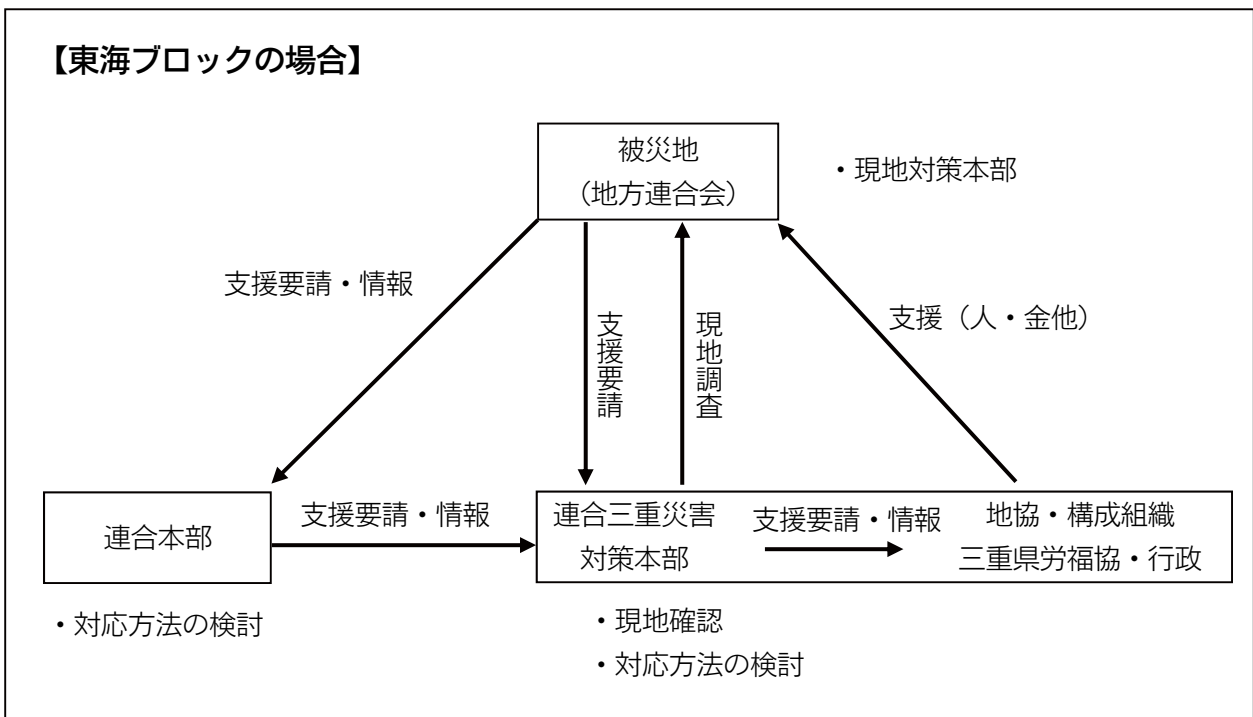 【東海ブロックの場合】
被災地
（地方連合会）
・現地対策本部
支援要請・情報
支援要請
現地調査
支援（人・金他）
連合本部
支援要請・情報
連合三重災害
対策本部
支援要請・情報
地協・構成組織
三重県労福協・行政
・対応方法の検討
・現地確認
・対応方法の検討